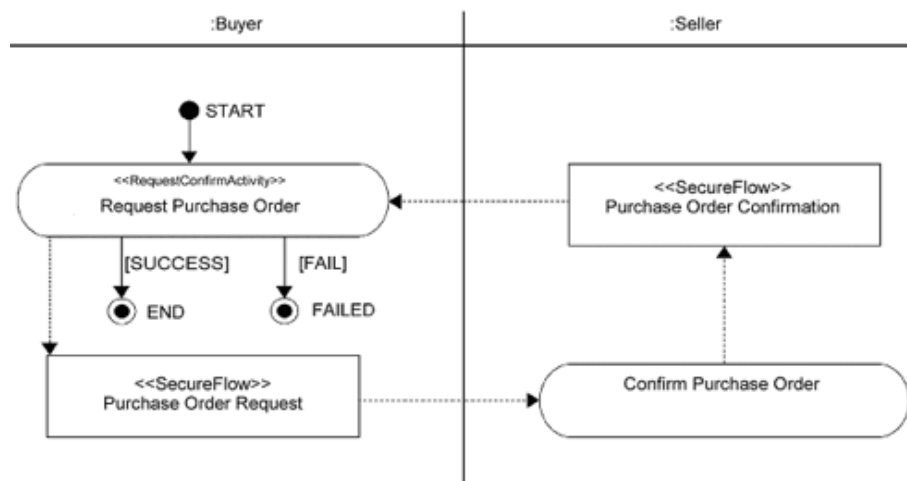 :Buyer
:Seller
START
<<RequestConfirmActivity>>
Request Purchase Order
<<SecureFlow>>
Purchase Order Confirmation
[SUCCESS]
[FAIL]
END
FAILED
<<SecureFlow>>
Purchase Order Request
Confirm Purchase Order